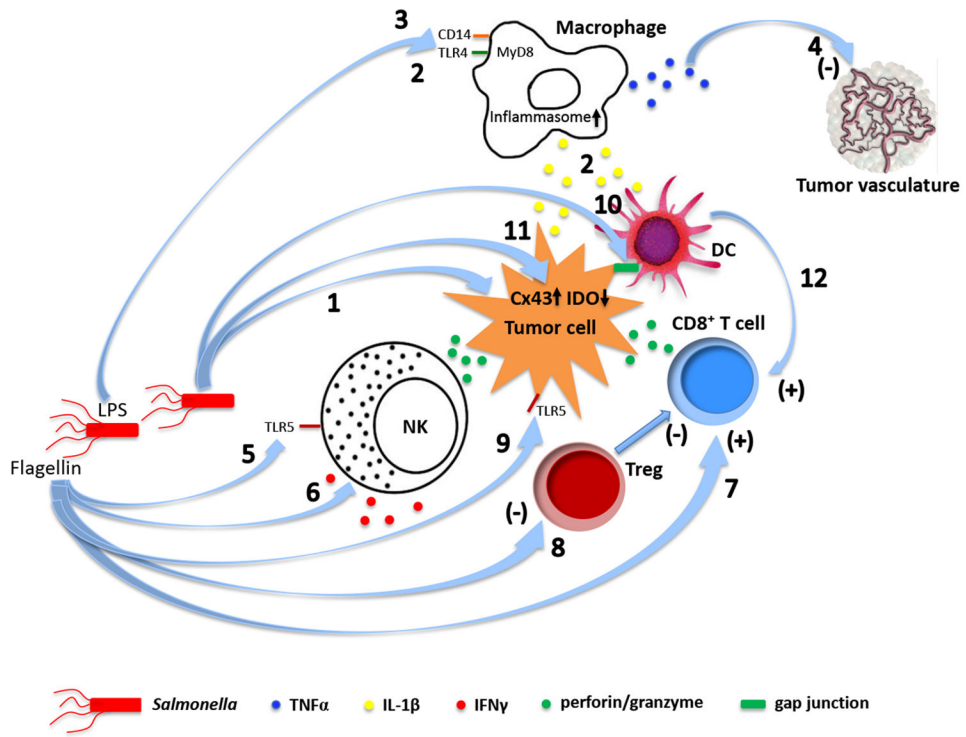 3
CD14
TLR4
2
Macrophage
MyD8
Inflammasome
4
(-)
Tumor vasculature
2
10
DC
11
12
1
Cx43 IDO
Tumor cell
CD8⁺ T cell
(+)
LPS
TLR5
NK
TLR5
9
(-)
(+)
5
Flagellin
6
Treg
7
(-)
8
Salmonella
TNFα
IL-1β
IFNγ
perforin/granzyme
gap junction